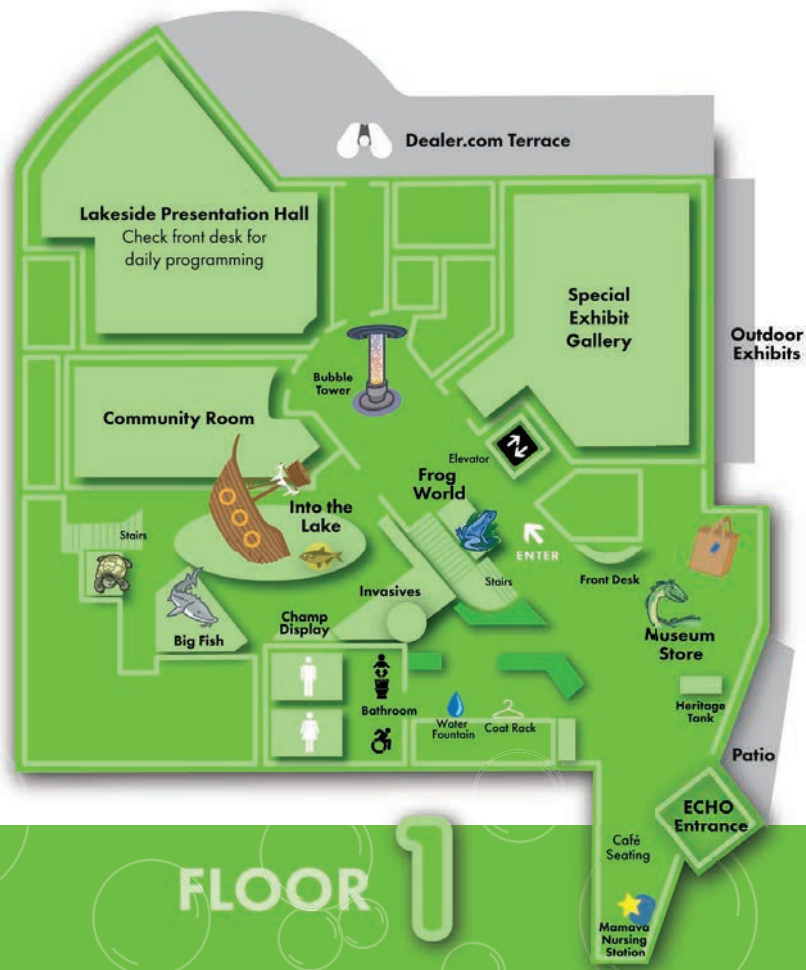 Dealer.com Terrace
Lakeside Presentation Hall
Check front desk for
daily programming
Special
Exhibit
Gallery
Outdoor
Exhibits
Bubble
Tower
Community Room
Elevator
Frog
World
Into the
Lake
Stairs
ENTER
Stairs
Front Desk
Invasives
Champ
Display
Big Fish
Museum
Store
Bathroom
Water
Fountain
Coat Rack
Heritage
Tank
Patio
ECHO
Entrance
Café
Seating
Mamava
Nursing
Station
FLOOR 1